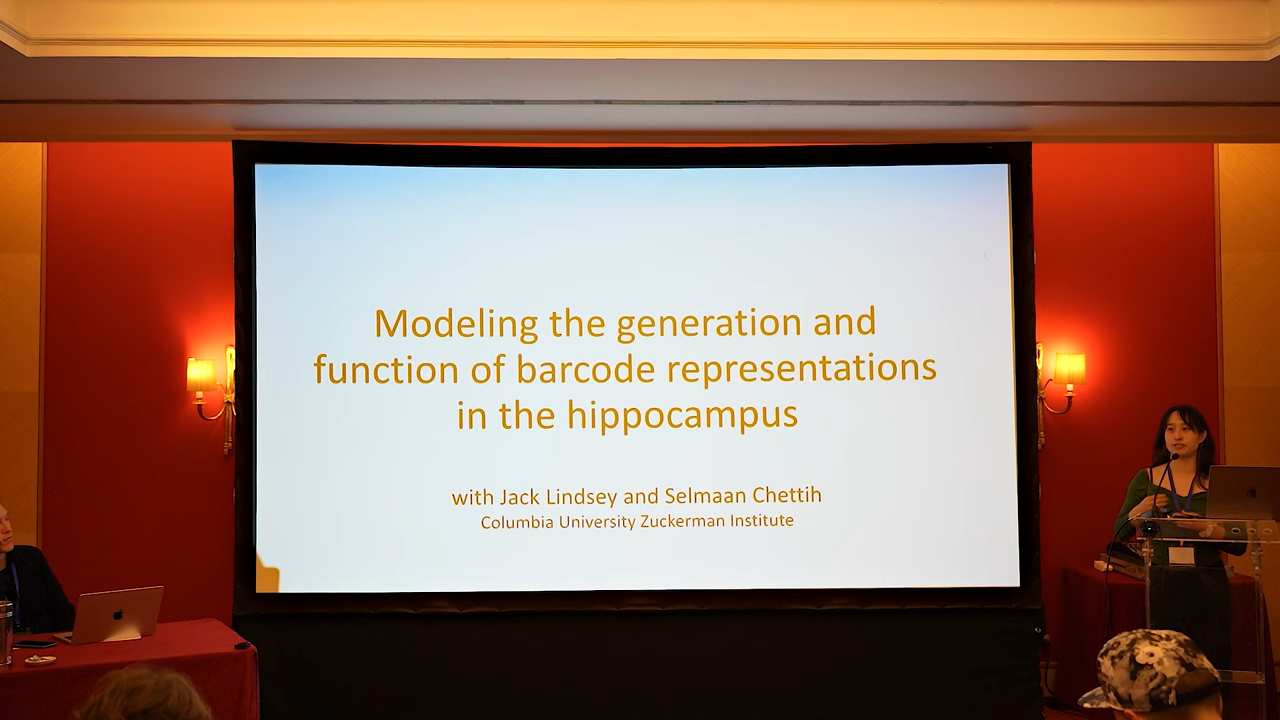 Modeling the generation and
function of barcode representations
in the hippocampus
with Jack Lindsey and Selmaan Chettih
Columbia University Zuckerman Institute